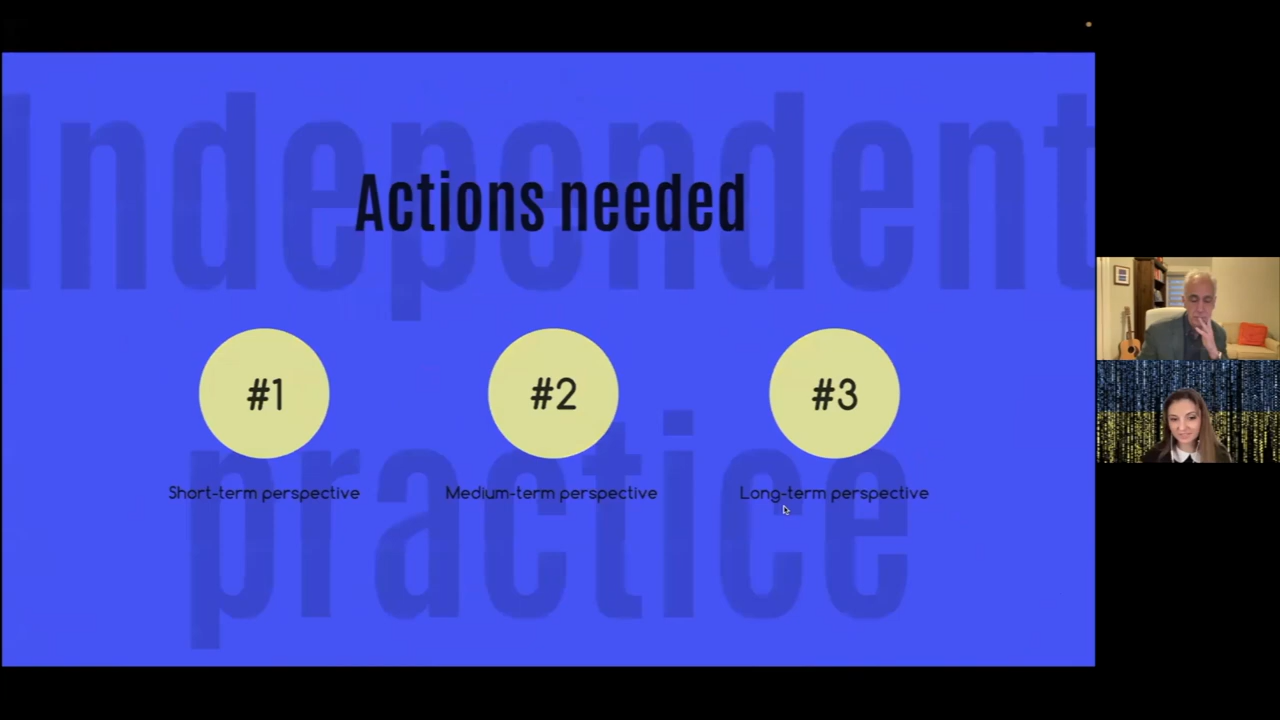 Independent
Actions needed
#1
#2
#3
practice
Short-term perspective
Medium-term perspective
Long-term perspective